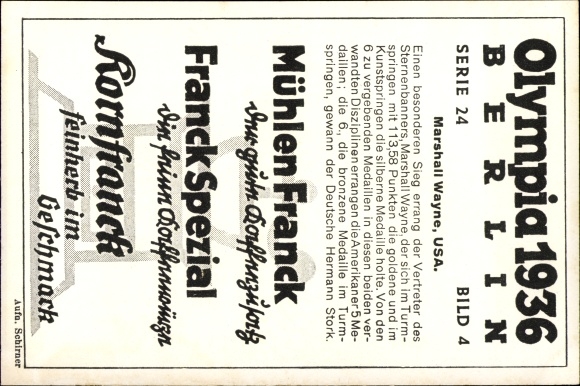 Olympia 1936
BERLIN
SERIE 24 BILD 4
Marshall Wayne, USA.
Einen besonderen Sieg errang der Vertreter des
Sternenbanners, Marshall Wayne, der sich im Turm-
springen mit 113,58 Punkten die goldene und im
Kunstspringen die silberne Medaille holte. Von den
6 zu vergebenden Medaillen in diesen beiden ver-
wandten Disziplinen errangen die Amerikaner 5 Me-
daillen; die 6., die bronzene Medaille im Turm-
springen, gewann der Deutsche Hermann Stork.
Mühlen Franck
der gute Kaffeezusatz
Franck Spezial
die feine Kaffeewürze
Kornfranck
feinherb im
Geschmack
Aufn. Schirner